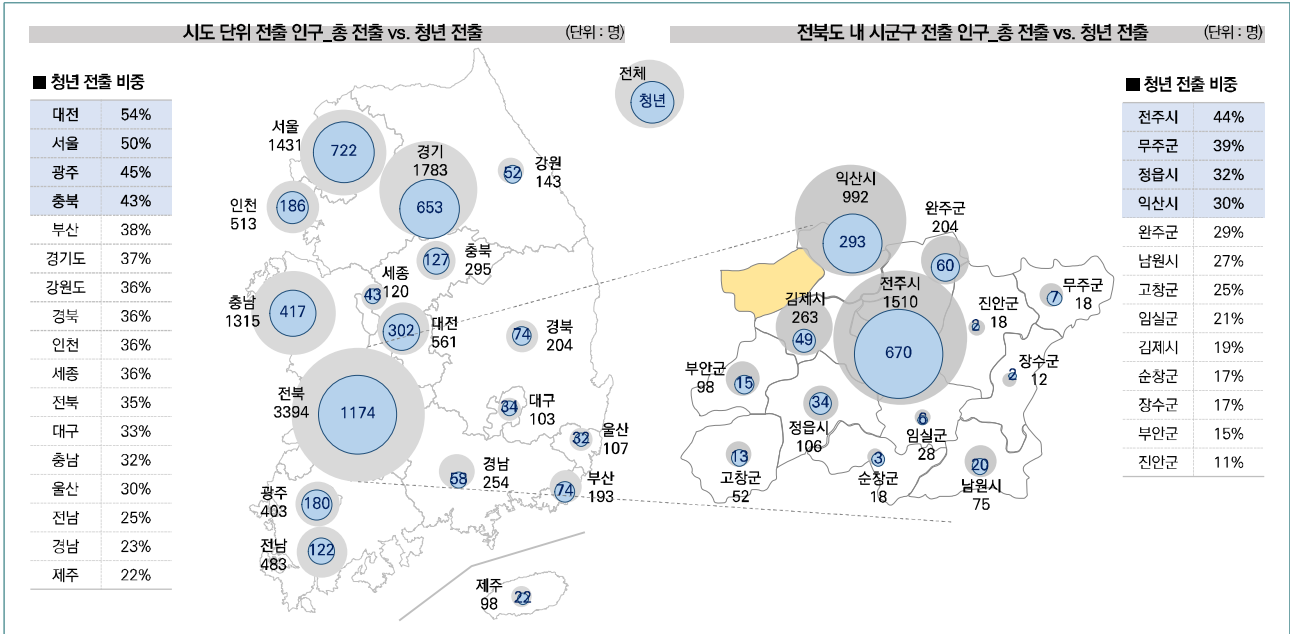 시도 단위 전출 인구_총 전출 vs. 청년 전출 (단위 : 명)
■ 청년 전출 비중
대전 54%
서울 50%
광주 45%
충북 43%
부산 38%
경기도 37%
강원도 36%
경북 36%
인천 36%
세종 36%
전북 35%
대구 33%
충남 32%
울산 30%
전남 25%
경남 23%
제주 22%
전체
청년
서울
1431
722
경기
1783
653
강원
143
52
인천
513
186
충북
295
127
세종
120
43
충남
1315
417
대전
561
302
경북
204
74
전북
3394
1174
대구
103
34
울산
107
32
경남
254
58
부산
193
74
광주
403
180
전남
483
122
제주
98
22
전북도 내 시군구 전출 인구_총 전출 vs. 청년 전출 (단위 : 명)
익산시
992
293
완주군
204
60
전주시
1510
670
김제시
263
49
진안군
18
2
무주군
18
7
장수군
12
2
부안군
98
15
정읍시
106
34
임실군
28
6
고창군
52
13
순창군
18
3
남원시
75
20
■ 청년 전출 비중
전주시 44%
무주군 39%
정읍시 32%
익산시 30%
완주군 29%
남원시 27%
고창군 25%
임실군 21%
김제시 19%
순창군 17%
장수군 17%
부안군 15%
진안군 11%